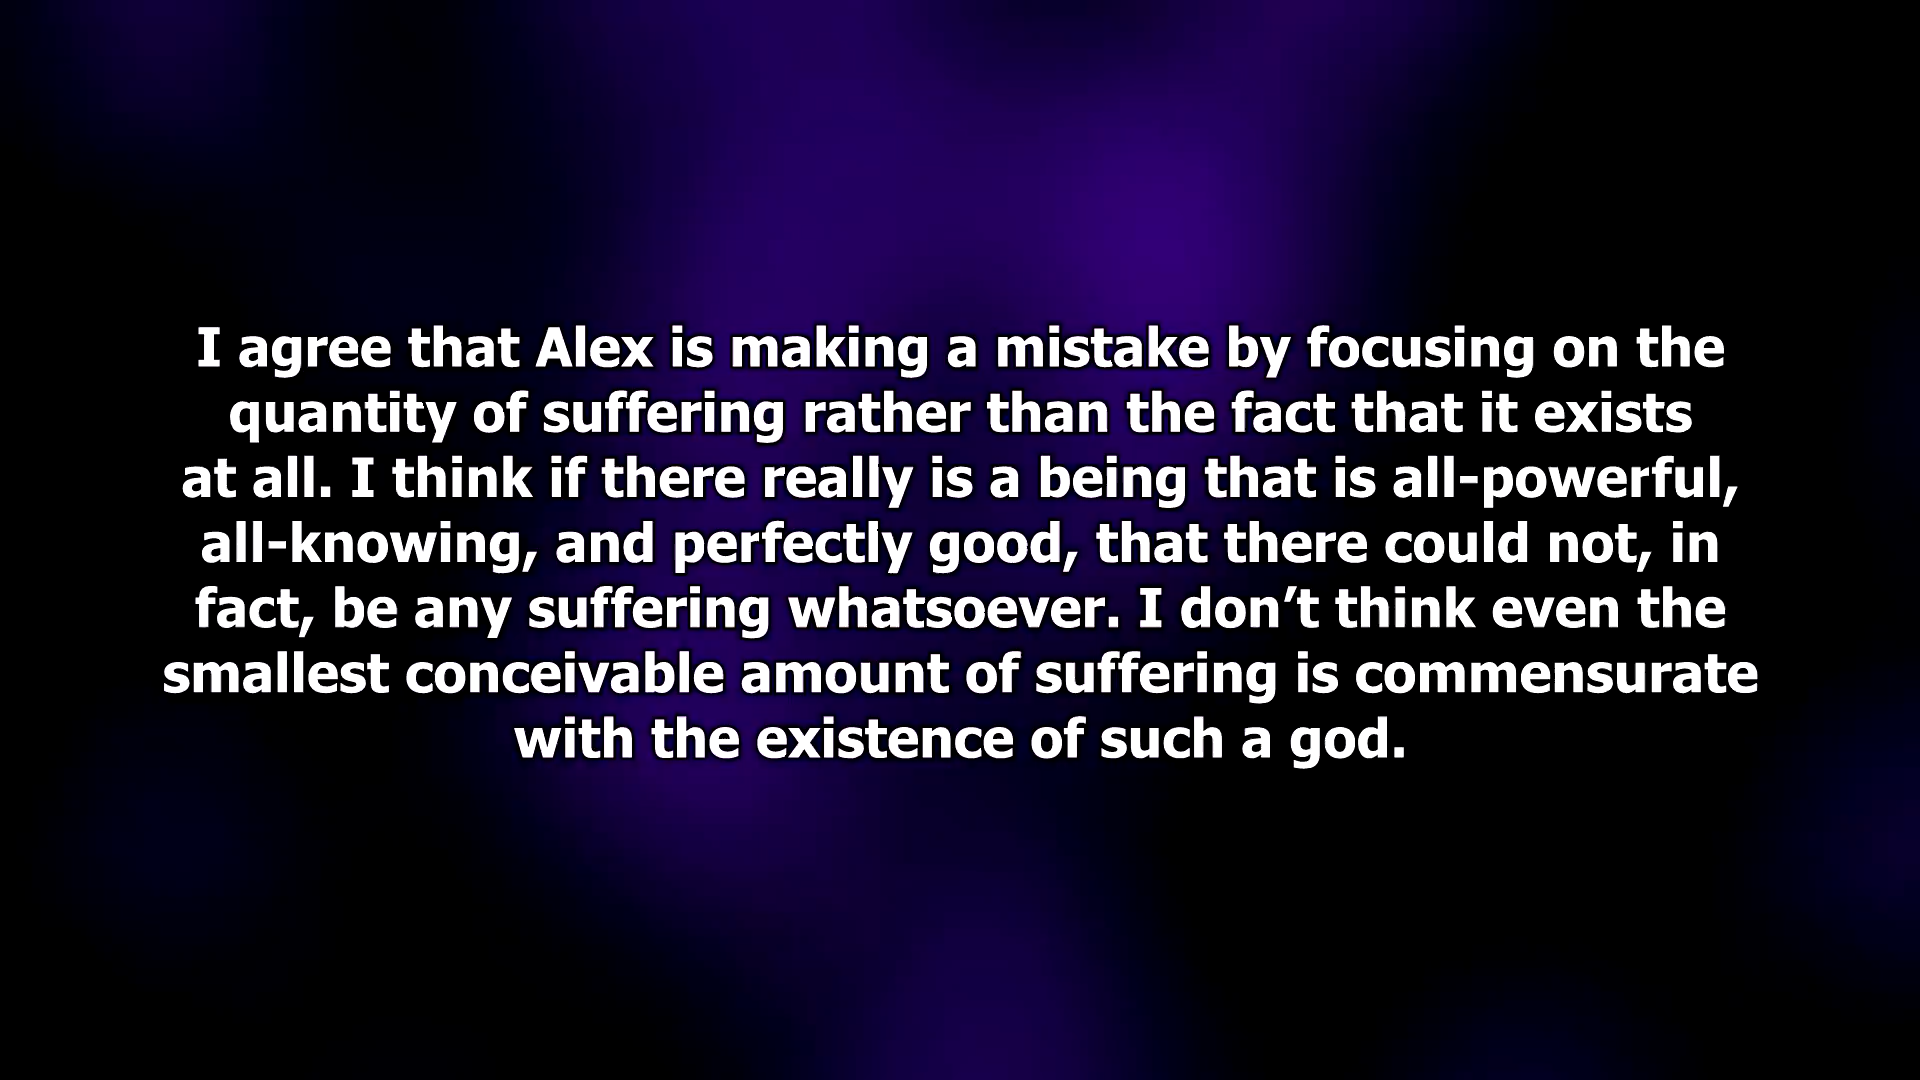 I agree that Alex is making a mistake by focusing on the
quantity of suffering rather than the fact that it exists
at all. I think if there really is a being that is all-powerful,
all-knowing, and perfectly good, that there could not, in
fact, be any suffering whatsoever. I don’t think even the
smallest conceivable amount of suffering is commensurate
with the existence of such a god.